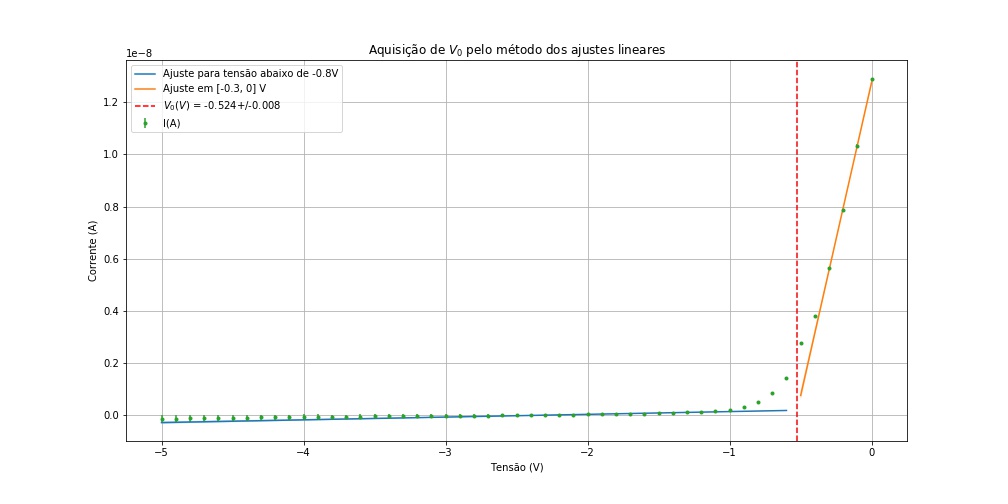 Aquisição de V₀ pelo método dos ajustes lineares
1e−8
Ajuste para tensão abaixo de -0.8V
Ajuste em [-0.3, 0] V
V₀(V) = -0.524+/-0.008
I(A)
1.2
1.0
0.8
0.6
0.4
0.2
0.0
Corrente (A)
−5 −4 −3 −2 −1 0
Tensão (V)